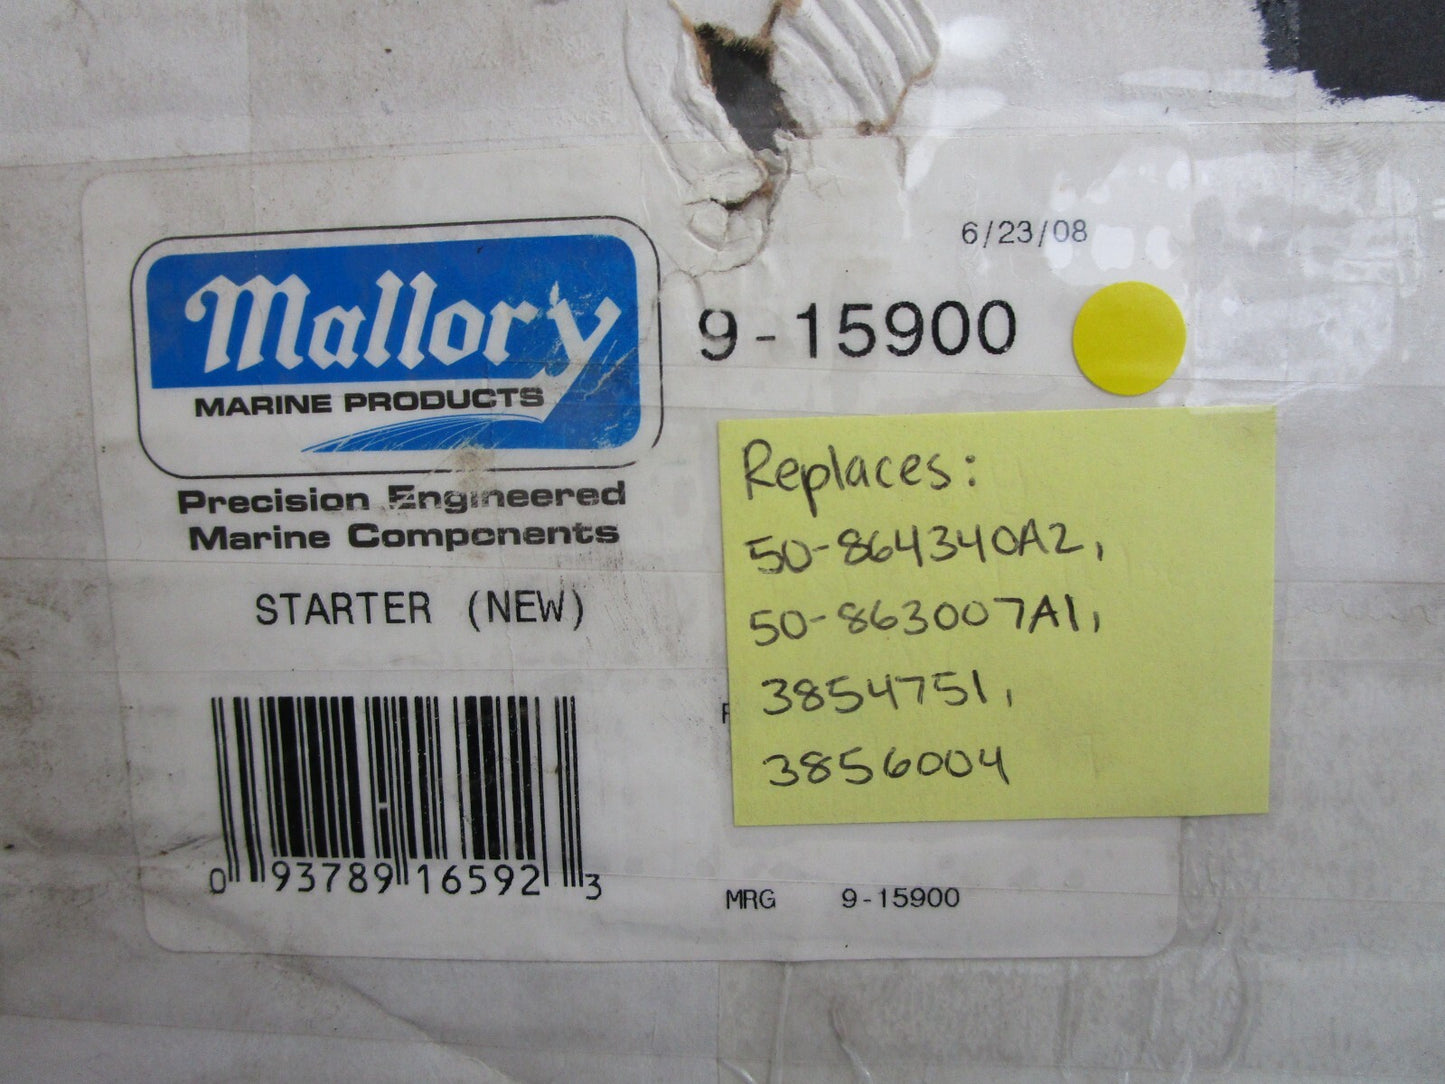 6/23/08
Mallory
MARINE PRODUCTS
9-15900
Precision Engineered
Marine Components
STARTER (NEW)
Replaces:
50-864340A2,
50-863007A1,
3854751,
3856004
0 93789 16592 3
MRG 9-15900